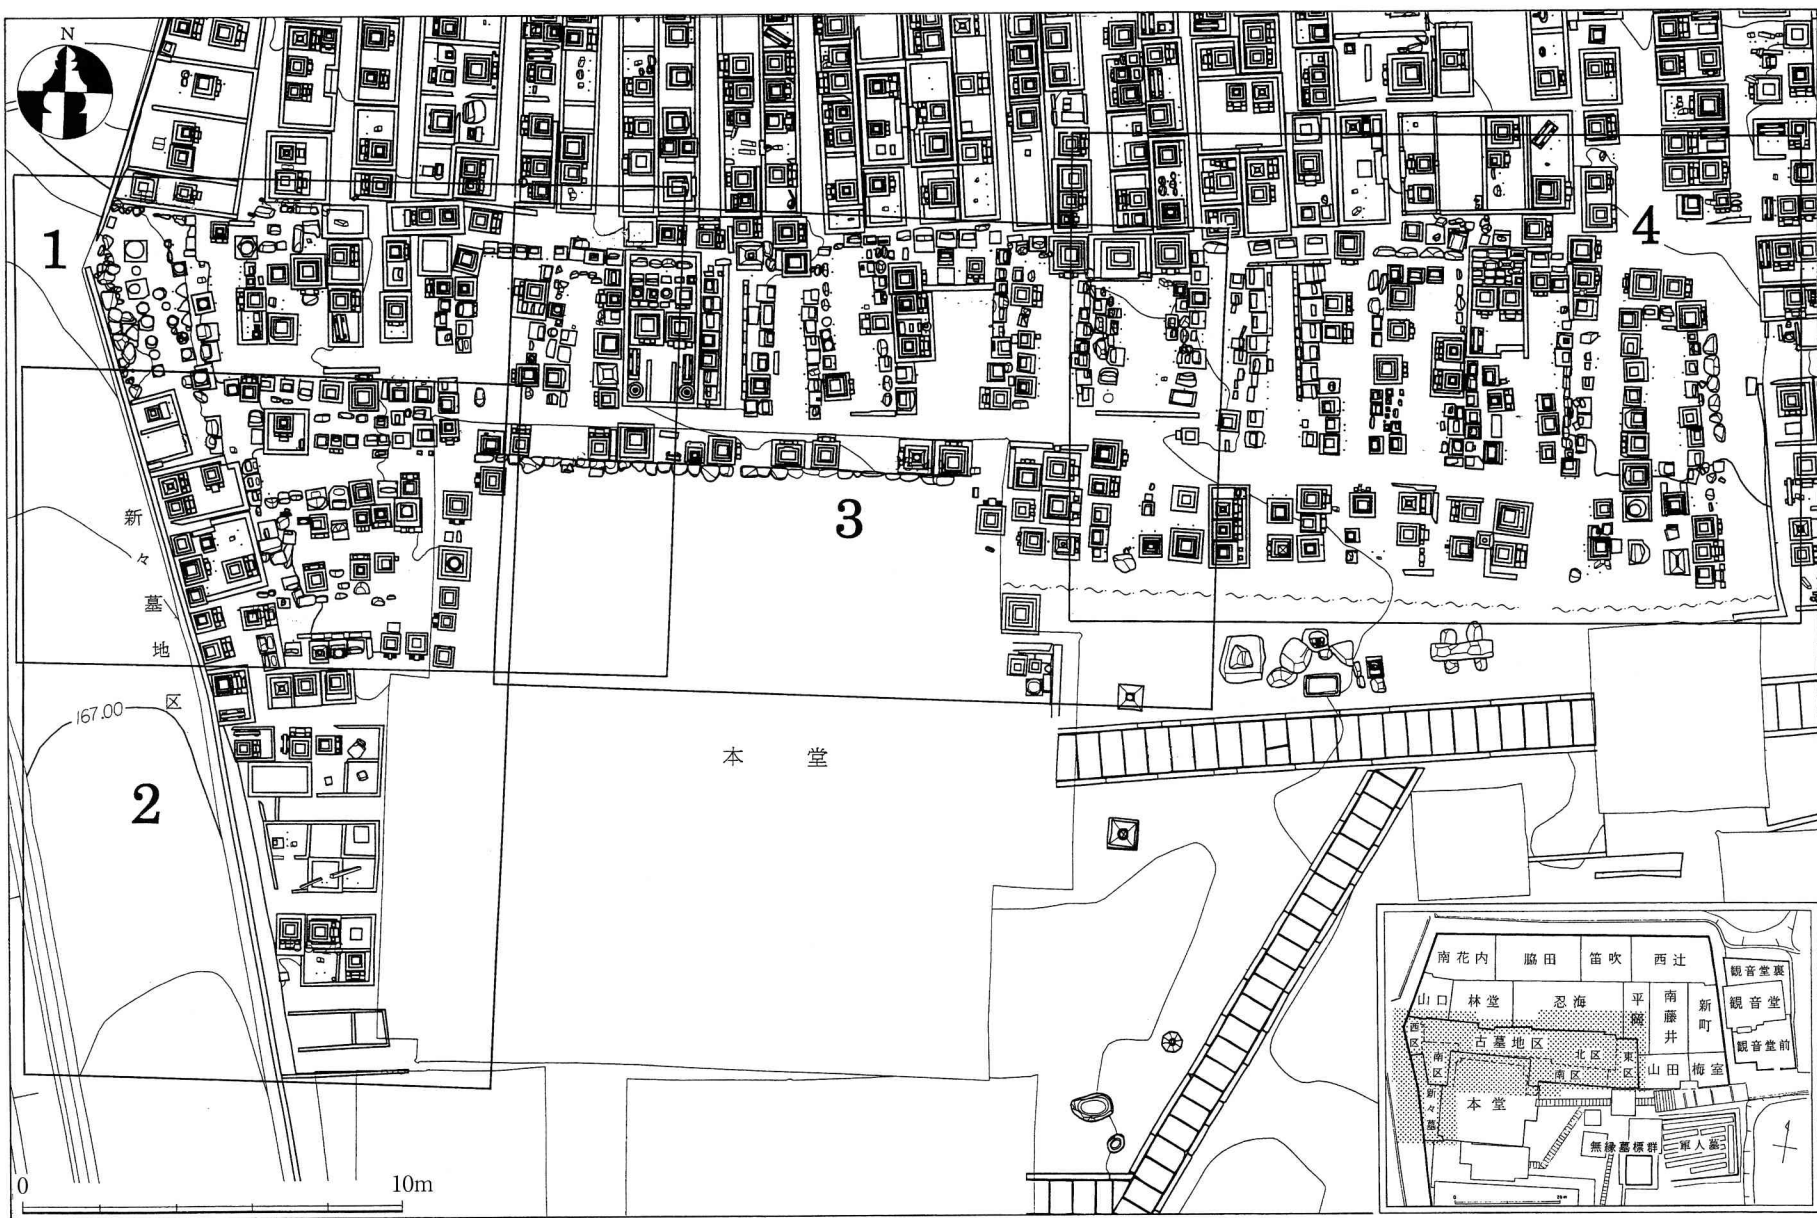 N
1
4
3
新々墓地区
167.00
2
本堂
0 10m
南花内 脇田 笛吹 西辻
観音堂裏
山口 林堂 忍海 平岡 南藤井 新町 観音堂
西区 古墓地区
観音堂前
南区 北区 東区
南区 山田 梅室
新々墓
本堂
無縁墓標群 軍人墓